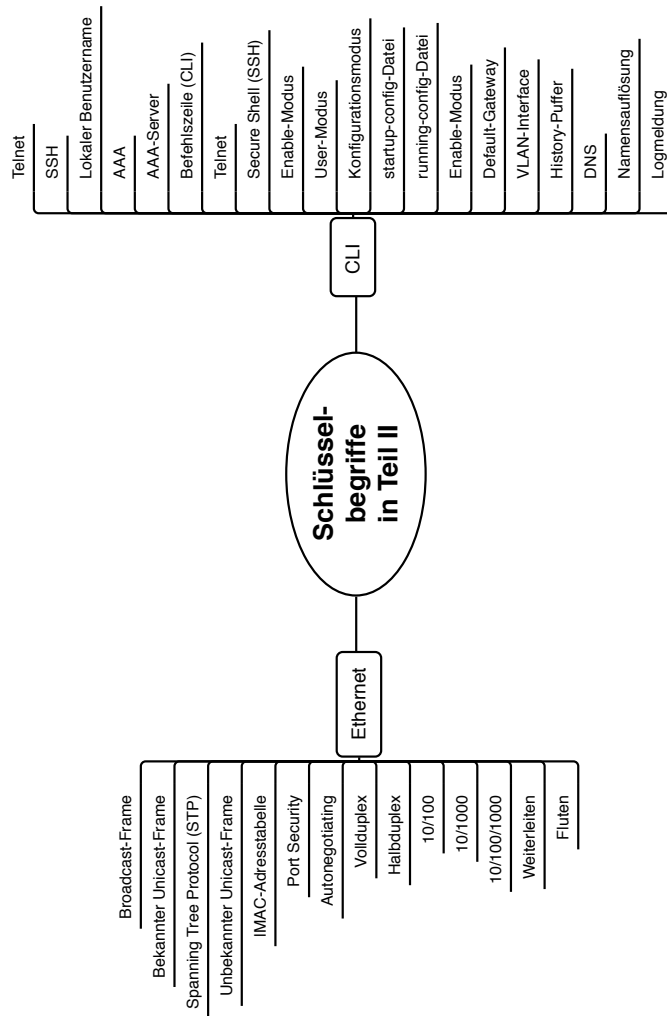 Schlüssel-
begriffe
in Teil II
Ethernet
Broadcast-Frame
Bekannter Unicast-Frame
Spanning Tree Protocol (STP)
Unbekannter Unicast-Frame
IMAC-Adresstabelle
Port Security
Autonegotiating
Vollduplex
Halbduplex
10/100
10/1000
10/100/1000
Weiterleiten
Fluten
CLI
Telnet
SSH
Lokaler Benutzername
AAA
AAA-Server
Befehlszeile (CLI)
Telnet
Secure Shell (SSH)
Enable-Modus
User-Modus
Konfigurationsmodus
startup-config-Datei
running-config-Datei
Enable-Modus
Default-Gateway
VLAN-Interface
History-Puffer
DNS
Namensauflösung
Logmeldung